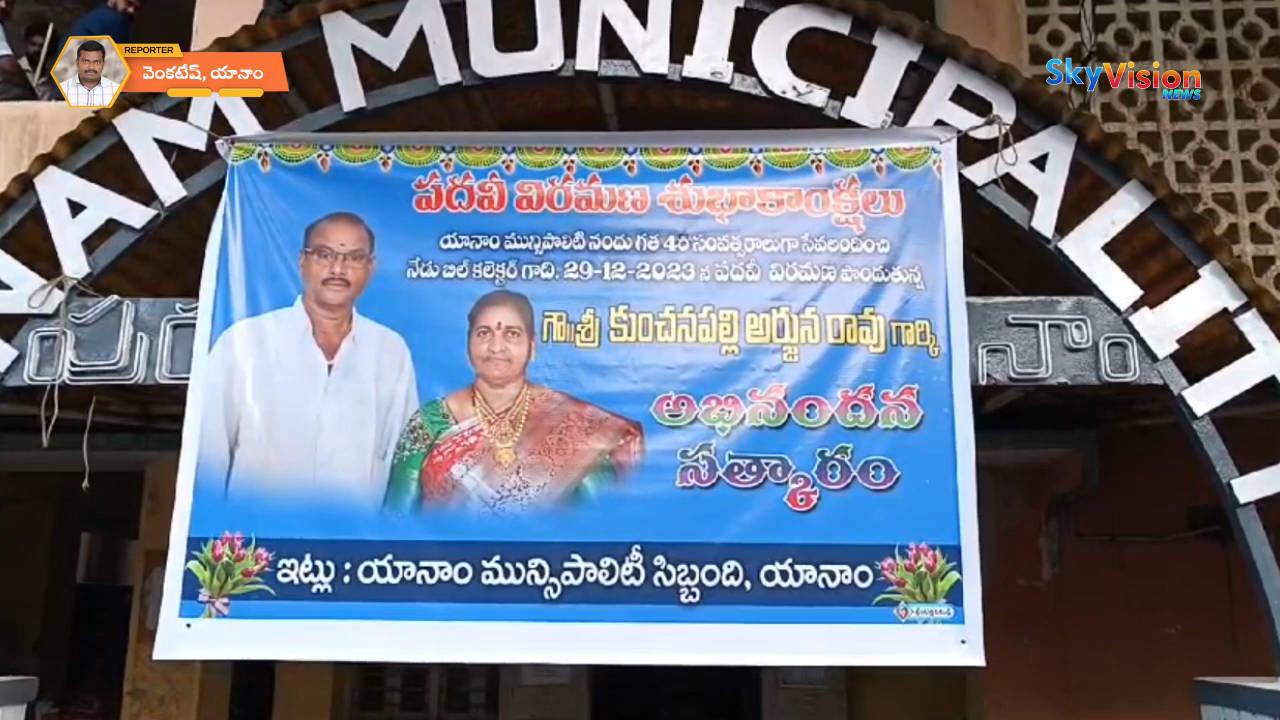 REPORTER
వెంకటేష్, యానాం
SkyVision
NEWS
NAM MUNICIPALITY
పదవీ విరమణ శుభాకాంక్షలు
యానాం మున్సిపాలిటీ నందు గత 40 సంవత్సరాలుగా సేవలందించి
నేడు బిల్ కలెక్టర్ గాది. 29-12-2023 న పదవీ విరమణ పొందుతున్న
గౌ॥శ్రీ కుంచనపల్లి అర్జున రావు గార్కి
అభినందన
సత్కారం
ఇట్లు : యానాం మున్సిపాలిటీ సిబ్బంది, యానాం